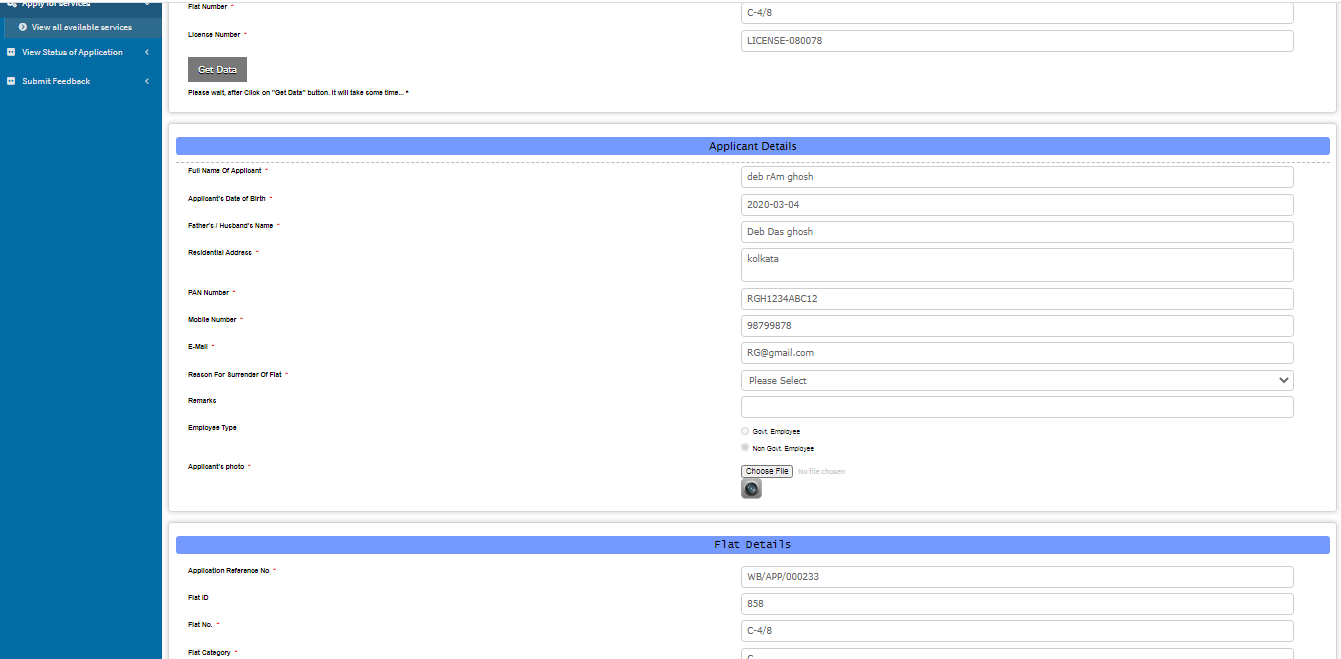 Apply for services
View all available services
View Status of Application
Submit Feedback
Flat Number *
C-4/8
License Number *
LICENSE-080078
Get Data
Please wait, after Click on "Get Data" button. It will take some time... *
Applicant Details
Full Name Of Applicant *
deb rAm ghosh
Applicant's Date of Birth *
2020-03-04
Father's / Husband's Name *
Deb Das ghosh
Residential Address *
kolkata
PAN Number *
RGH1234ABC12
Mobile Number *
98799878
E-Mail *
RG@gmail.com
Reason For Surrender Of Flat *
Please Select
Remarks
Employee Type
Govt. Employee
Non Govt. Employee
Applicant's photo *
Choose File No file chosen
Flat Details
Application Reference No *
WB/APP/000233
Flat ID
858
Flat No. *
C-4/8
Flat Category *
C